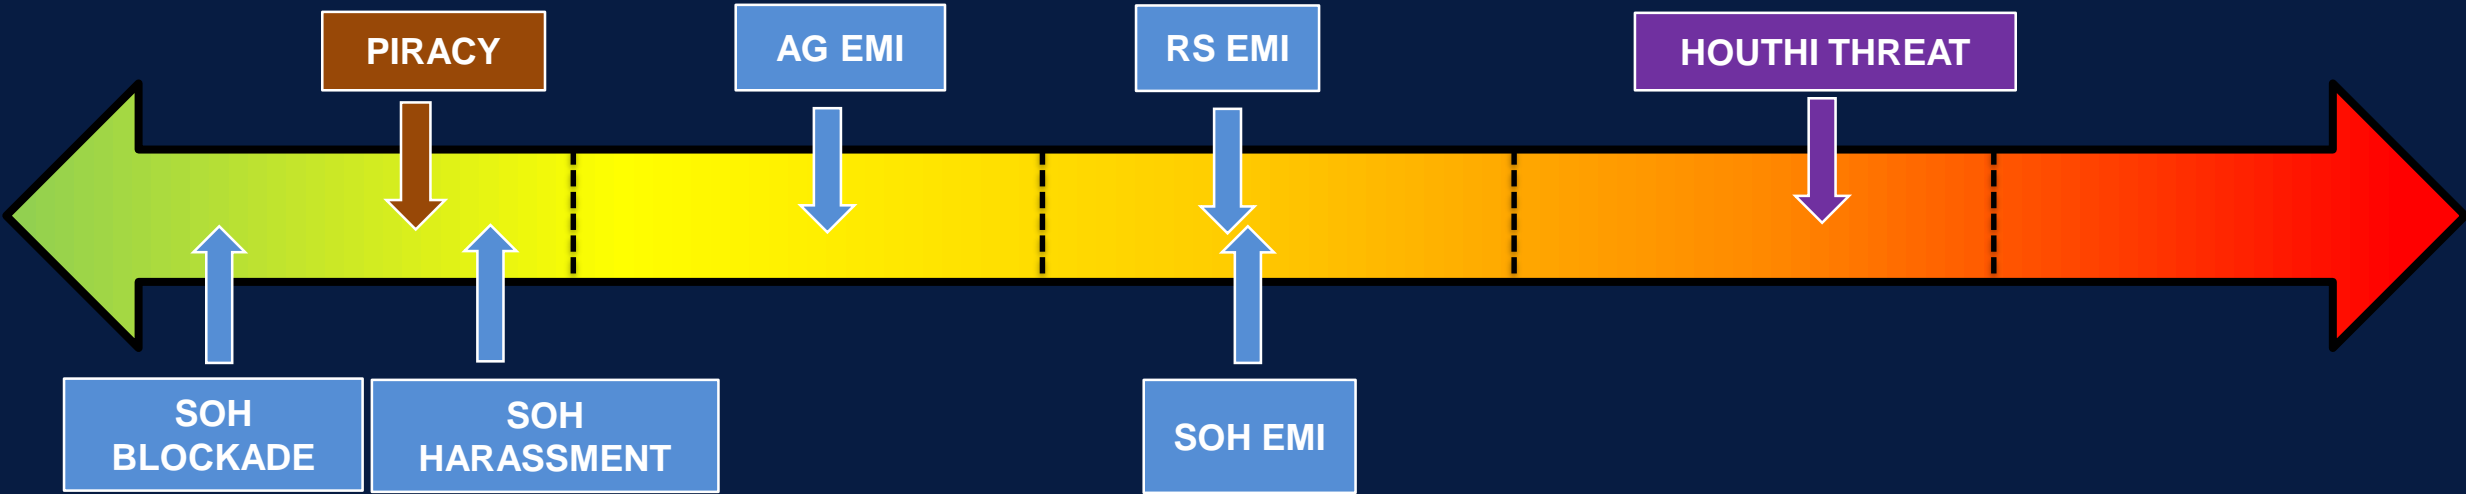 PIRACY
AG EMI
RS EMI
HOUTHI THREAT
SOH
BLOCKADE
SOH
HARASSMENT
SOH EMI